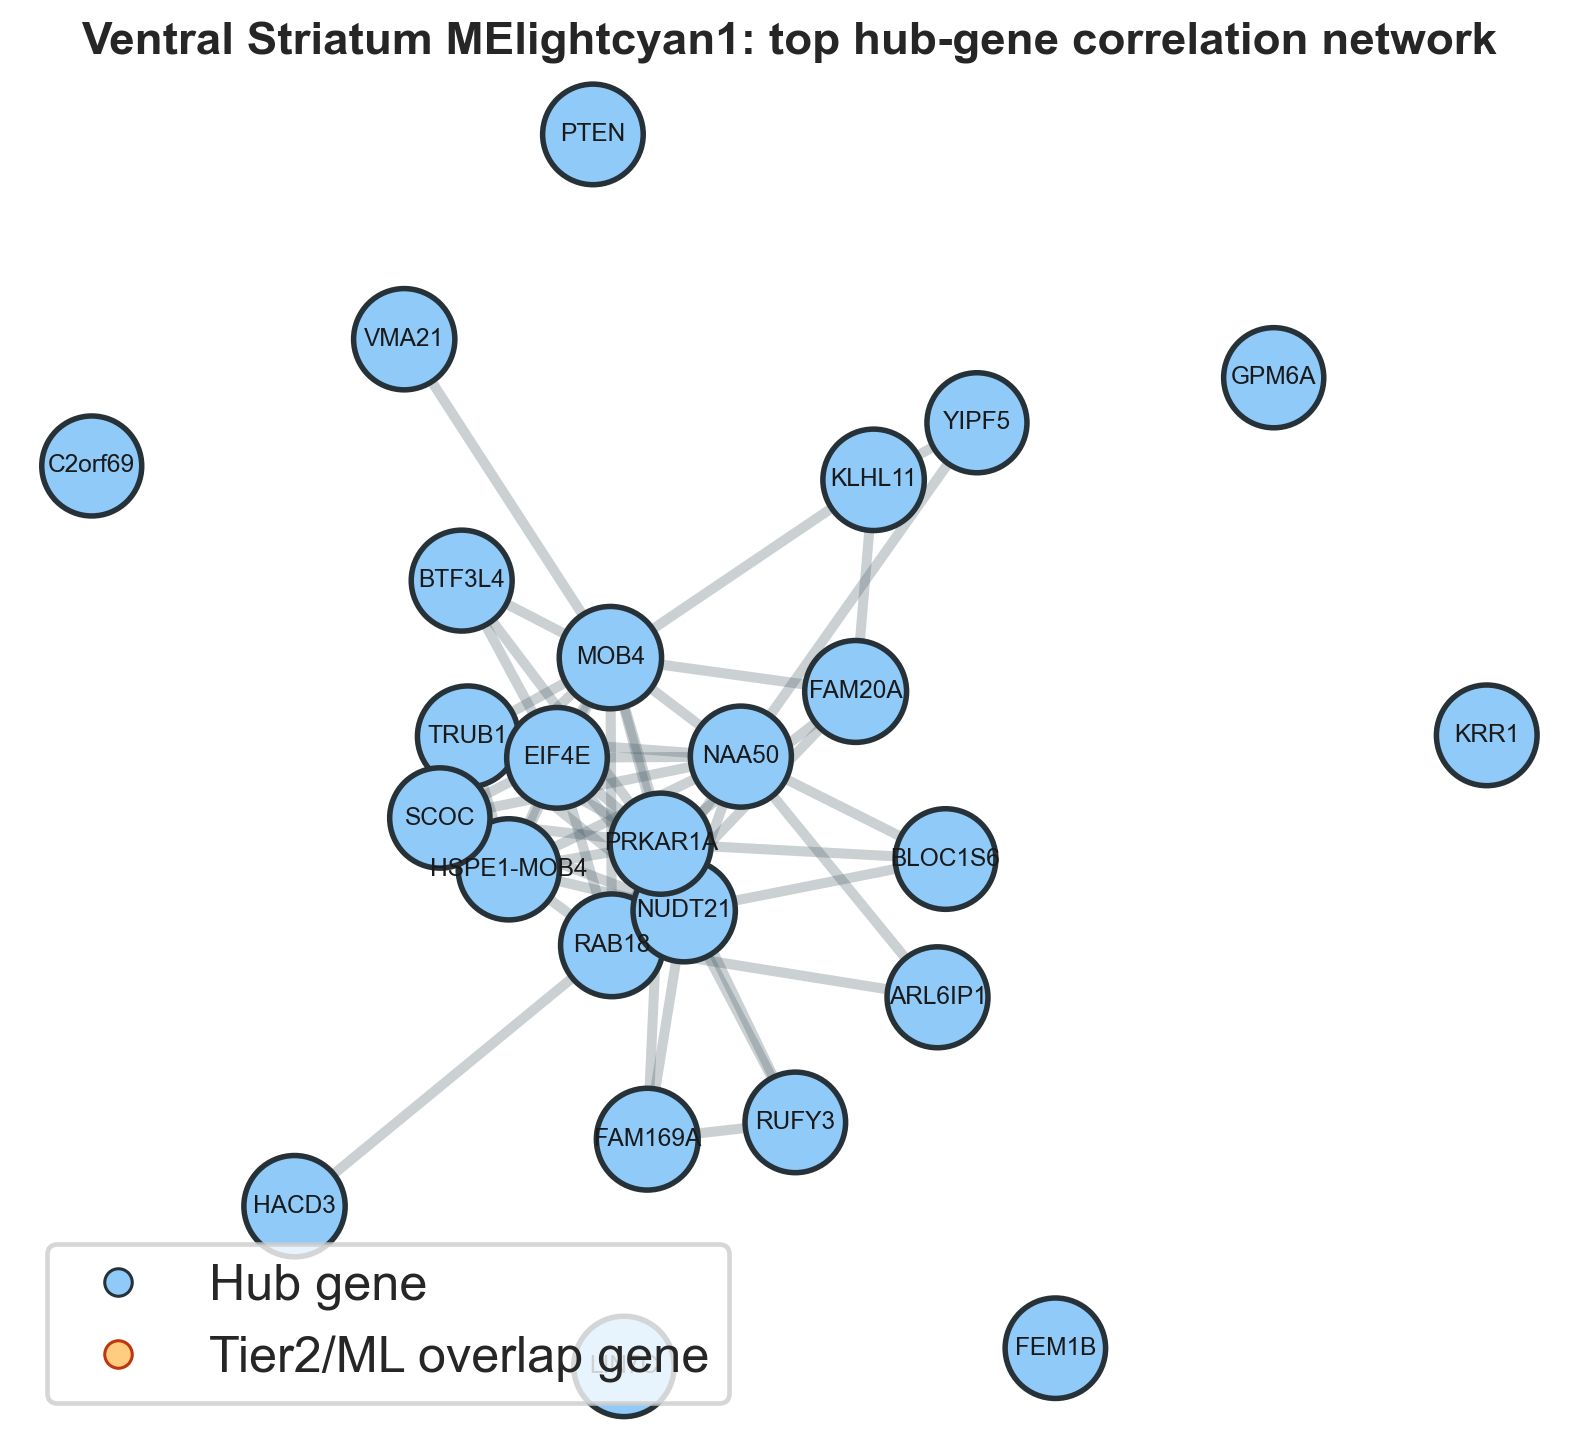 Ventral Striatum MElightcyan1: top hub-gene correlation network
PTEN
VMA21
GPM6A
YIPF5
C2orf69
KLHL11
BTF3L4
MOB4
FAM20A
TRUB1
EIF4E
NAA50
KRR1
SCOC
PRKAR1A
BLOC1S6
HSPE1-MOB4
NUDT21
RAB18
ARL6IP1
RUFY3
FAM169A
HACD3
Hub gene
FEM1B
Tier2/ML overlap gene